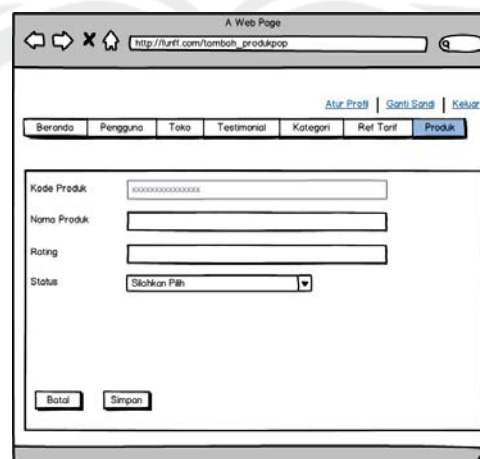 A Web Page
http://furff.com/tambah_produkpop
Atur Profil Ganti Sandi Keluar
Beranda Pengguna Toko Testimonial Kategori Ref Tarif Produk
Kode Produk xxxxxxxxxxxxxxx
Nama Produk
Rating
Status Silahkan Pilih
Batal Simpan